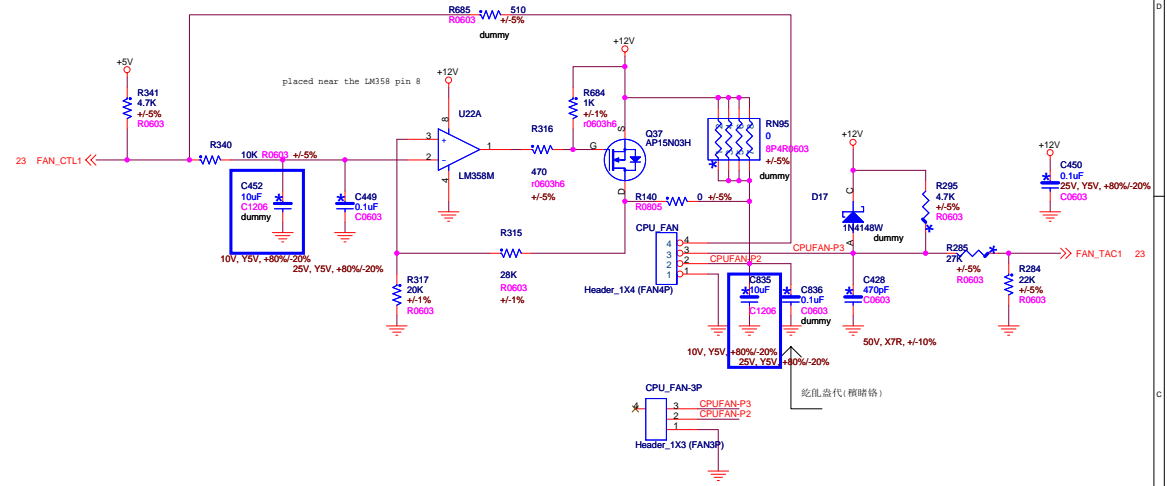 R685 510
R0603 +/-5%
dummy
D
+12V
+5V
+12V
placed near the LM358 pin 8
R341
4.7K
+/-5%
R0603
U22A
8
3
+
2
-
1
4
LM358M
R316
470
r0603h6
+/-5%
R684
1K
+/-1%
r0603h6
S
Q37
AP15N03H
G
D
RN95
0
8P4R0603
+/-5%
dummy
23 FAN_CTL1
R340
10K R0603 +/-5%
C452
10uF
C1206
dummy
10V, Y5V, +80%/-20%
C449
0.1uF
C0603
25V, Y5V, +80%/-20%
R140 0 +/-5%
R0805
+12V
D17
C
1N4148W
A
dummy
R295
4.7K
+/-5%
R0603
+12V
C450
0.1uF
25V, Y5V, +80%/-20%
C0603
R315
28K
R0603
+/-1%
CPU_FAN
4
3
2
1
4
3
2
1
Header_1X4 (FAN4P)
CPUFAN-P3
CPUFAN-P2
R285
27K
+/-5%
R0603
FAN_TAC1 23
R317
20K
+/-1%
R0603
C835
10uF
C1206
10V, Y5V, +80%/-20%
C836
0.1uF
C0603
dummy
25V, Y5V, +80%/-20%
C428
470pF
C0603
50V, X7R, +/-10%
R284
22K
+/-5%
R0603
CPU_FAN-3P
4
3
2
1
CPUFAN-P3
CPUFAN-P2
Header_1X3 (FAN3P)
C